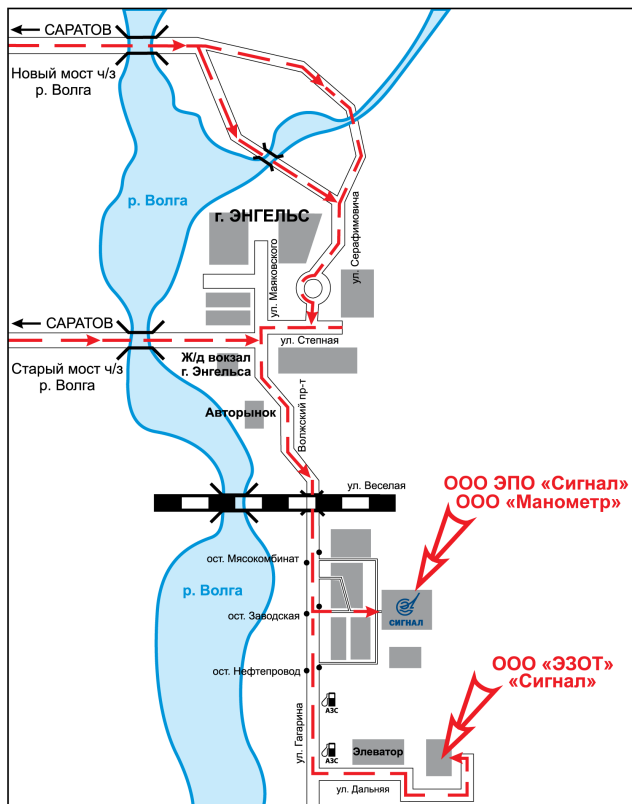 САРАТОВ
Новый мост ч/з
р. Волга
р. Волга
г. ЭНГЕЛЬС
ул. Маяковского
ул. Серафимовича
САРАТОВ
ул. Степная
Старый мост ч/з
р. Волга
Ж/д вокзал
г. Энгельса
Волжский пр-т
Авторынок
ул. Веселая
ООО ЭПО «Сигнал»
ООО «Манометр»
ост. Мясокомбинат
р. Волга
ост. Заводская
СИГНАЛ
ост. Нефтепровод
ООО «ЭЗОТ»
«Сигнал»
АЗС
ул. Гагарина
Элеватор
АЗС
ул. Дальняя